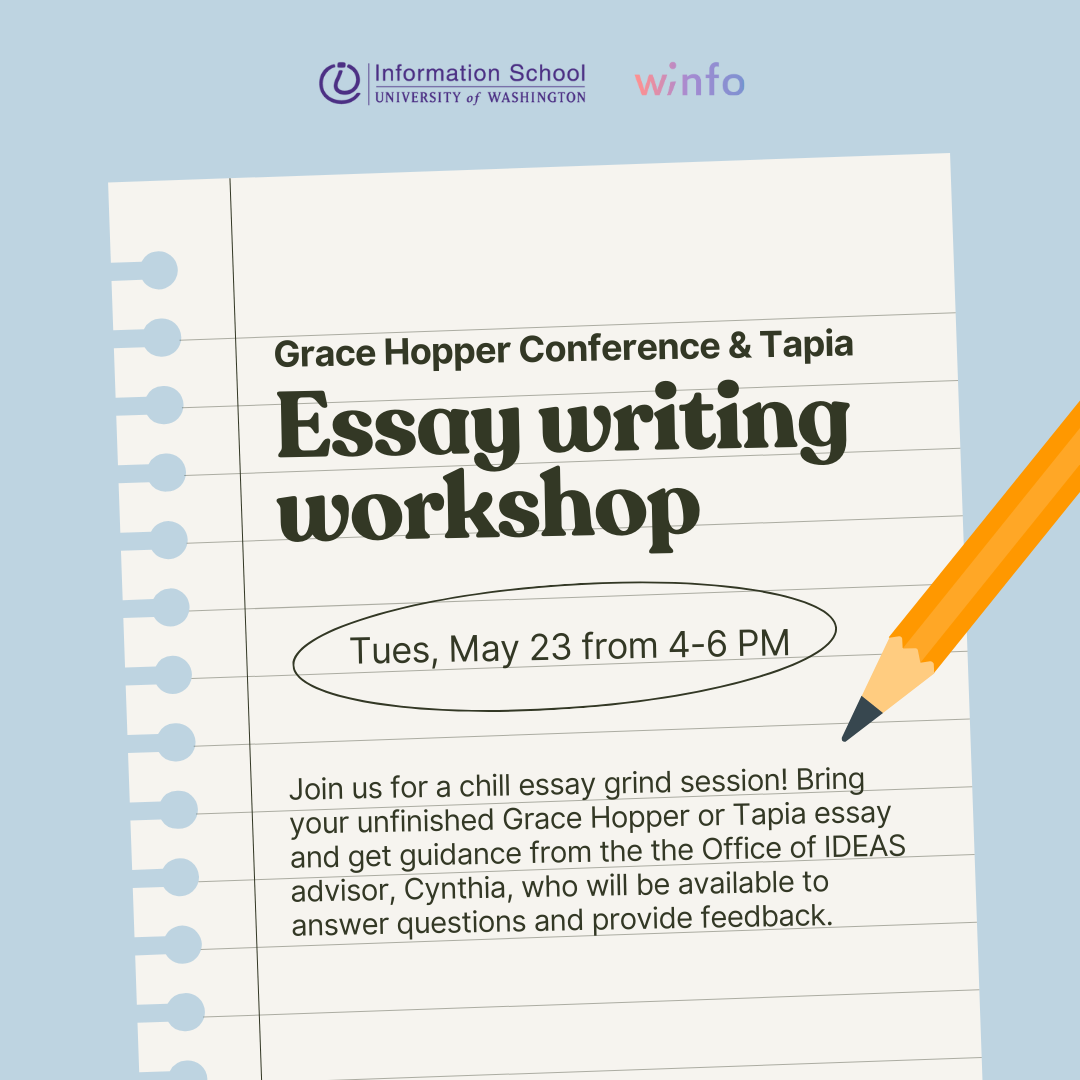 Information School
UNIVERSITY of WASHINGTON
winfo
Grace Hopper Conference & Tapia
Essay writing
workshop
Tues, May 23 from 4-6 PM
Join us for a chill essay grind session! Bring
your unfinished Grace Hopper or Tapia essay
and get guidance from the the Office of IDEAS
advisor, Cynthia, who will be available to
answer questions and provide feedback.